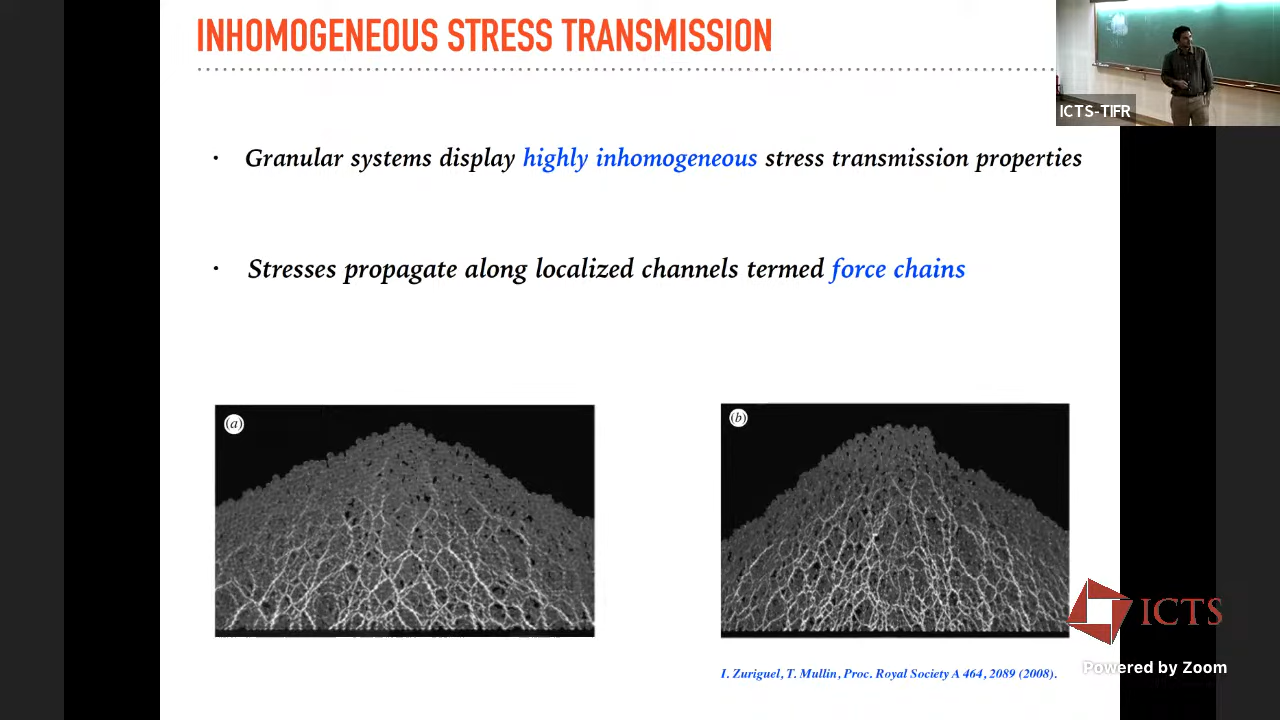 INHOMOGENEOUS STRESS TRANSMISSION
ICTS-TIFR
· Granular systems display highly inhomogeneous stress transmission properties
· Stresses propagate along localized channels termed force chains
(a)
(b)
ICTS
I. Zuriguel, T. Mullin, Proc. Royal Society A 464, 2089 (2008).
Powered by Zoom